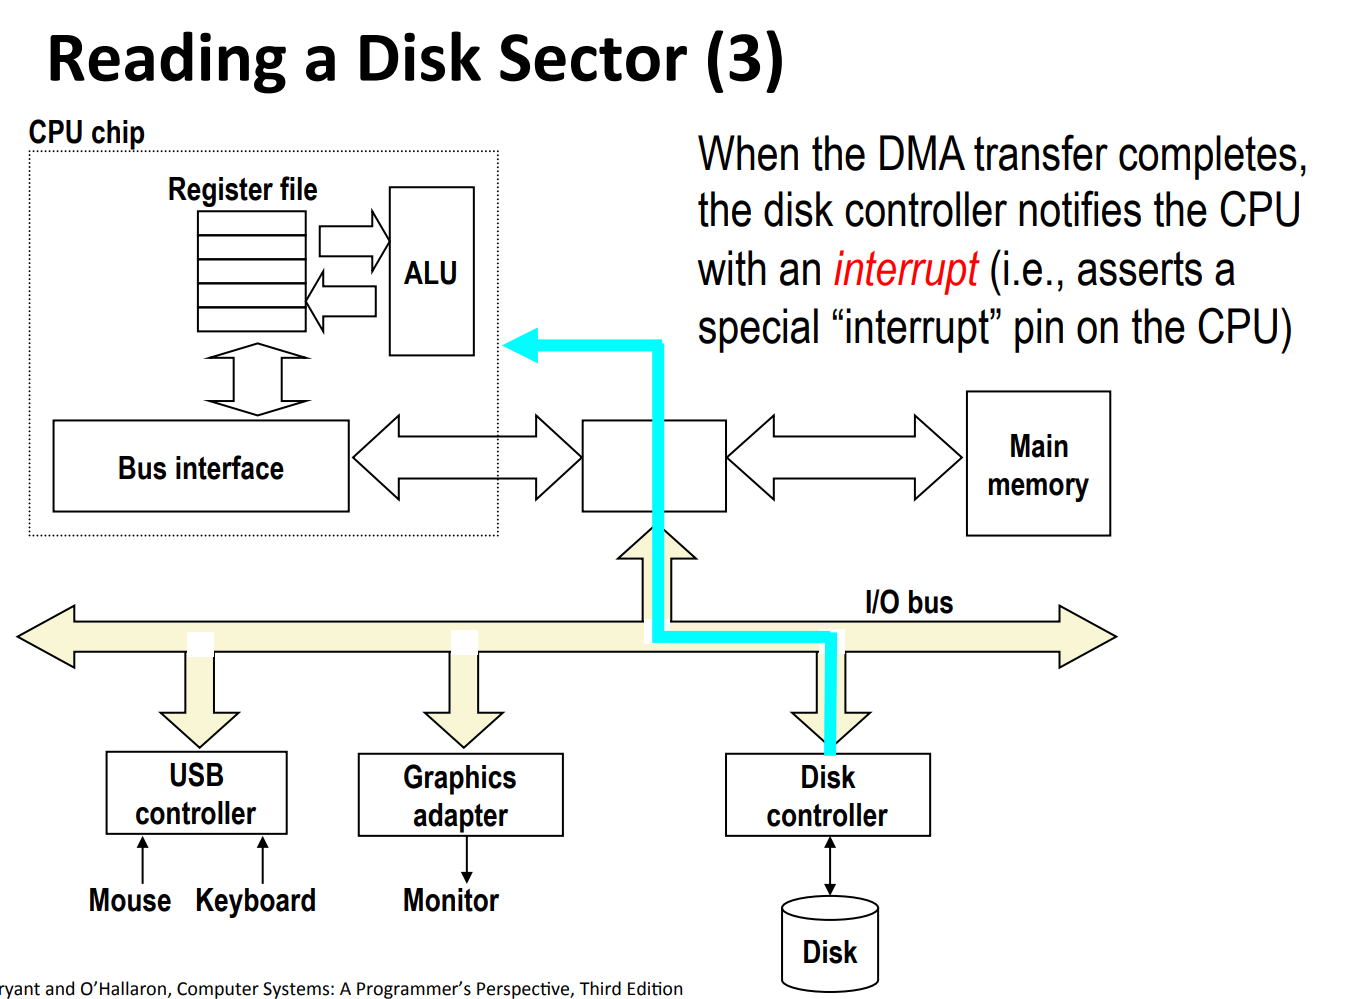 Reading a Disk Sector (3)
CPU chip
Register file
ALU
When the DMA transfer completes,
the disk controller notifies the CPU
with an interrupt (i.e., asserts a
special “interrupt” pin on the CPU)
Bus interface
Main
memory
I/O bus
USB
controller
Graphics
adapter
Disk
controller
Mouse
Keyboard
Monitor
Disk
ryant and O’Hallaron, Computer Systems: A Programmer’s Perspective, Third Edition